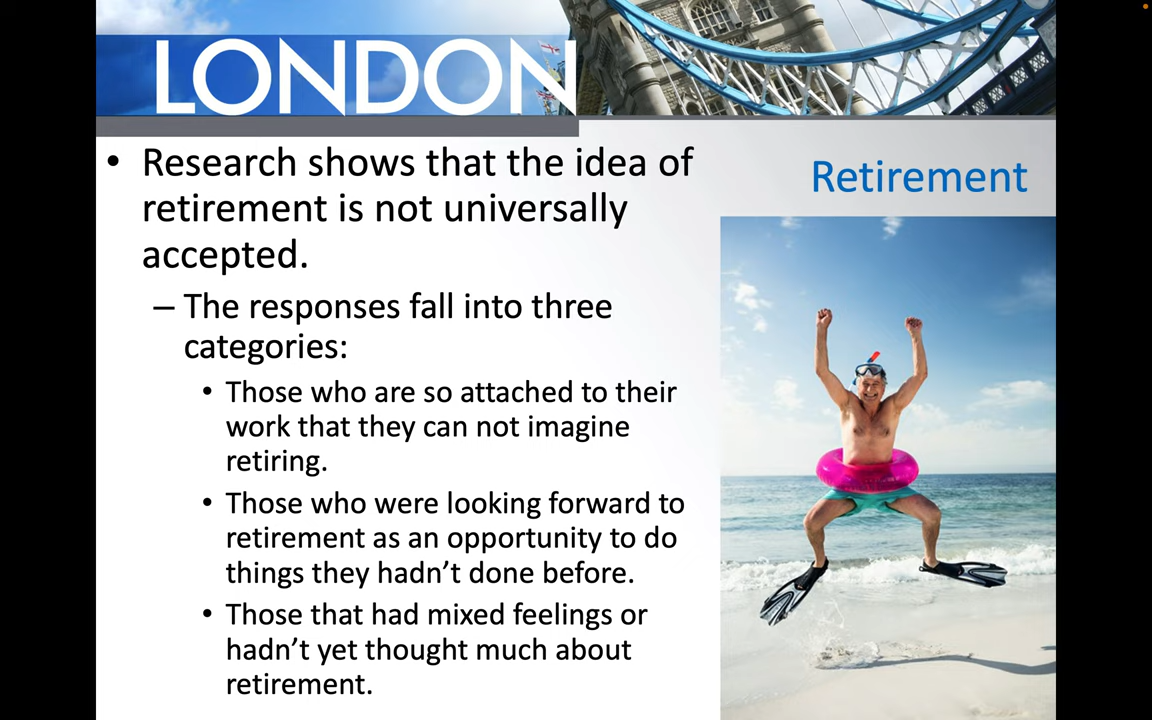 LONDON
• Research shows that the idea of
retirement is not universally
accepted.
– The responses fall into three
categories:
• Those who are so attached to their
work that they can not imagine
retiring.
• Those who were looking forward to
retirement as an opportunity to do
things they hadn’t done before.
• Those that had mixed feelings or
hadn’t yet thought much about
retirement.
Retirement